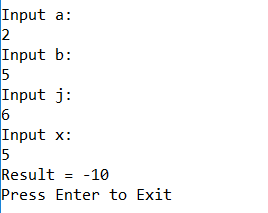 Input a:
2
Input b:
5
Input j:
6
Input x:
5
Result = -10
Press Enter to Exit